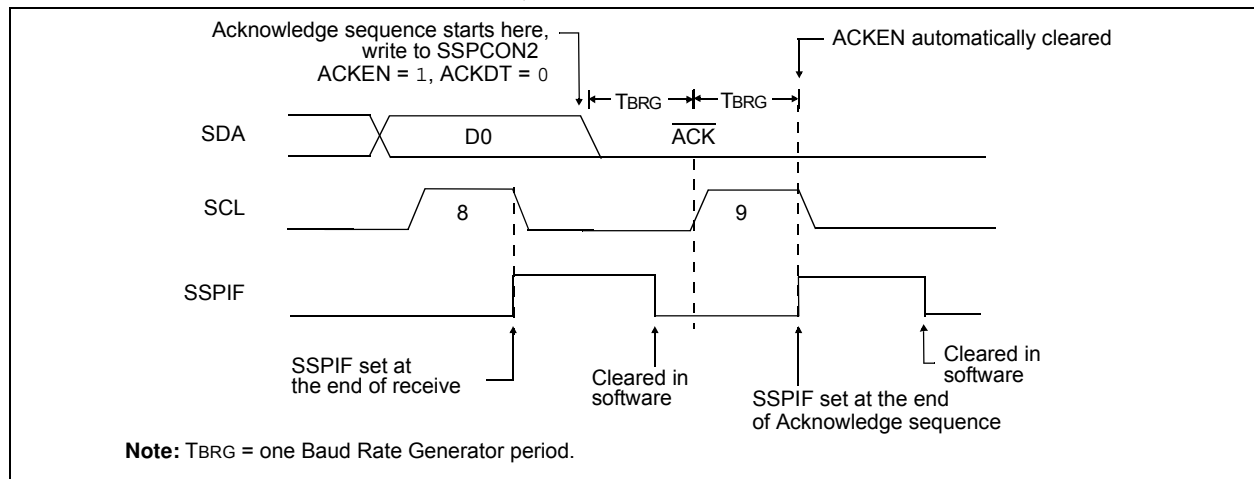 Acknowledge sequence starts here,
write to SSPCON2
ACKEN = 1, ACKDT = 0
ACKEN automatically cleared
TBRG
TBRG
SDA
D0
ACK
SCL
8
9
SSPIF
SSPIF set at
the end of receive
Cleared in
software
SSPIF set at the end
of Acknowledge sequence
Cleared in
software
Note: TBRG = one Baud Rate Generator period.